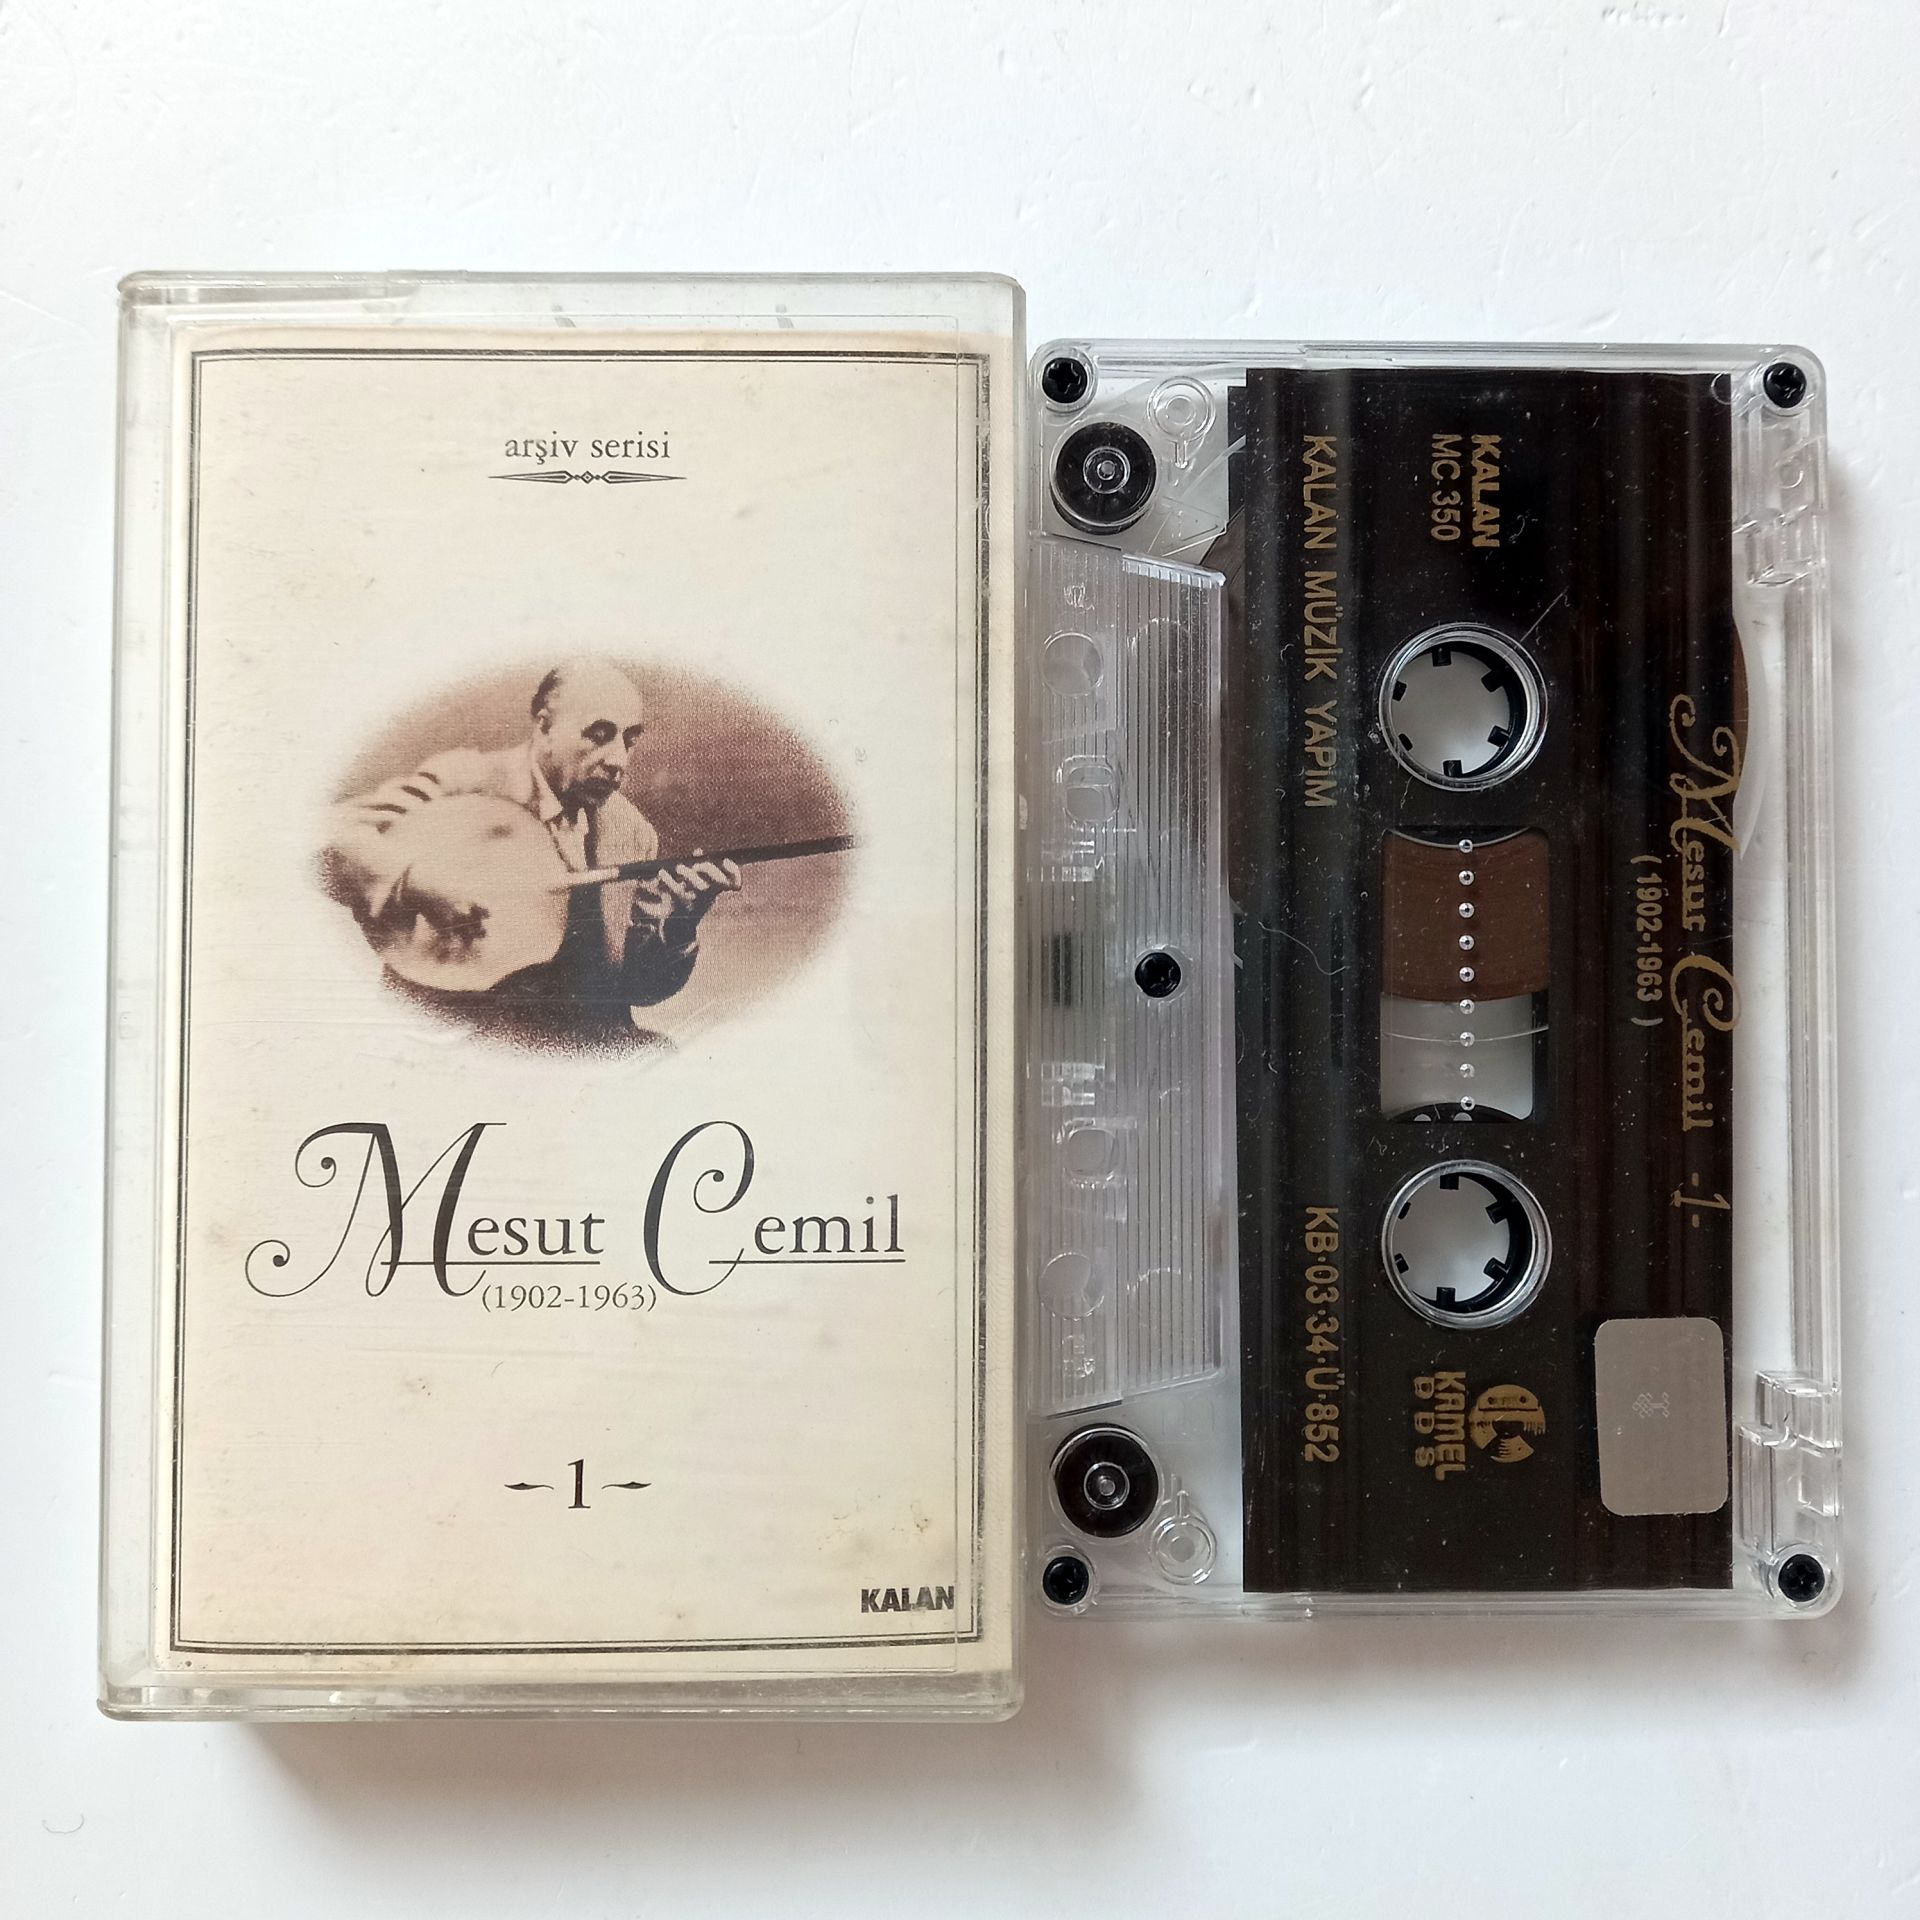 arşiv serisi
Mesut Cemil
(1902-1963)
1
KALAN
Mesut Cemil -1-
(1902-1963)
KALAN
MC·350
KAMEL
DDS
KALAN MÜZİK YAPIM
KB·03·34·Ü·852